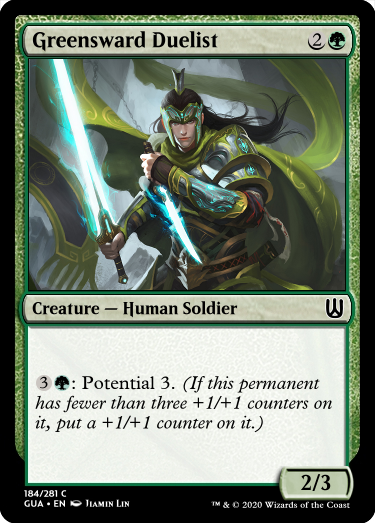 Greensward Duelist 2
Creature — Human Soldier
3 : Potential 3. (If this permanent
has fewer than three +1/+1 counters on
it, put a +1/+1 counter on it.)
2/3
184/281 C
GUA • EN Jiamin Lin
™ & © 2020 Wizards of the Coast